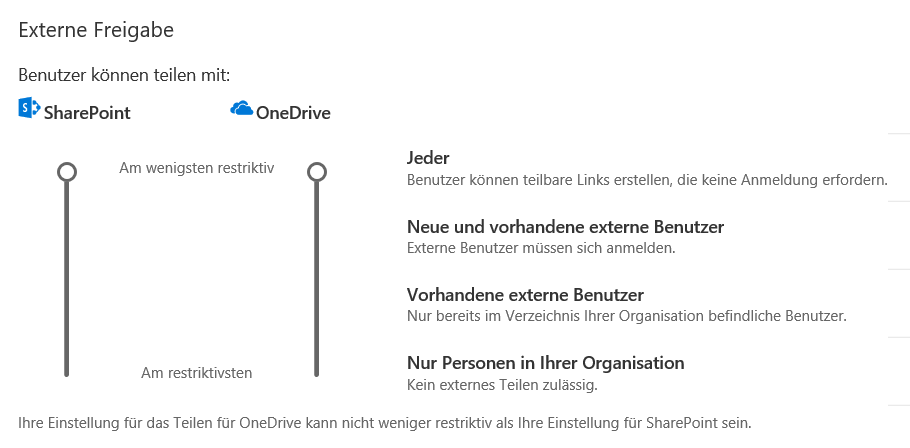 Externe Freigabe
Benutzer können teilen mit:
SharePoint
OneDrive
Am wenigsten restriktiv
Am restriktivsten
Jeder
Benutzer können teilbare Links erstellen, die keine Anmeldung erfordern.
Neue und vorhandene externe Benutzer
Externe Benutzer müssen sich anmelden.
Vorhandene externe Benutzer
Nur bereits im Verzeichnis Ihrer Organisation befindliche Benutzer.
Nur Personen in Ihrer Organisation
Kein externes Teilen zulässig.
Ihre Einstellung für das Teilen für OneDrive kann nicht weniger restriktiv als Ihre Einstellung für SharePoint sein.